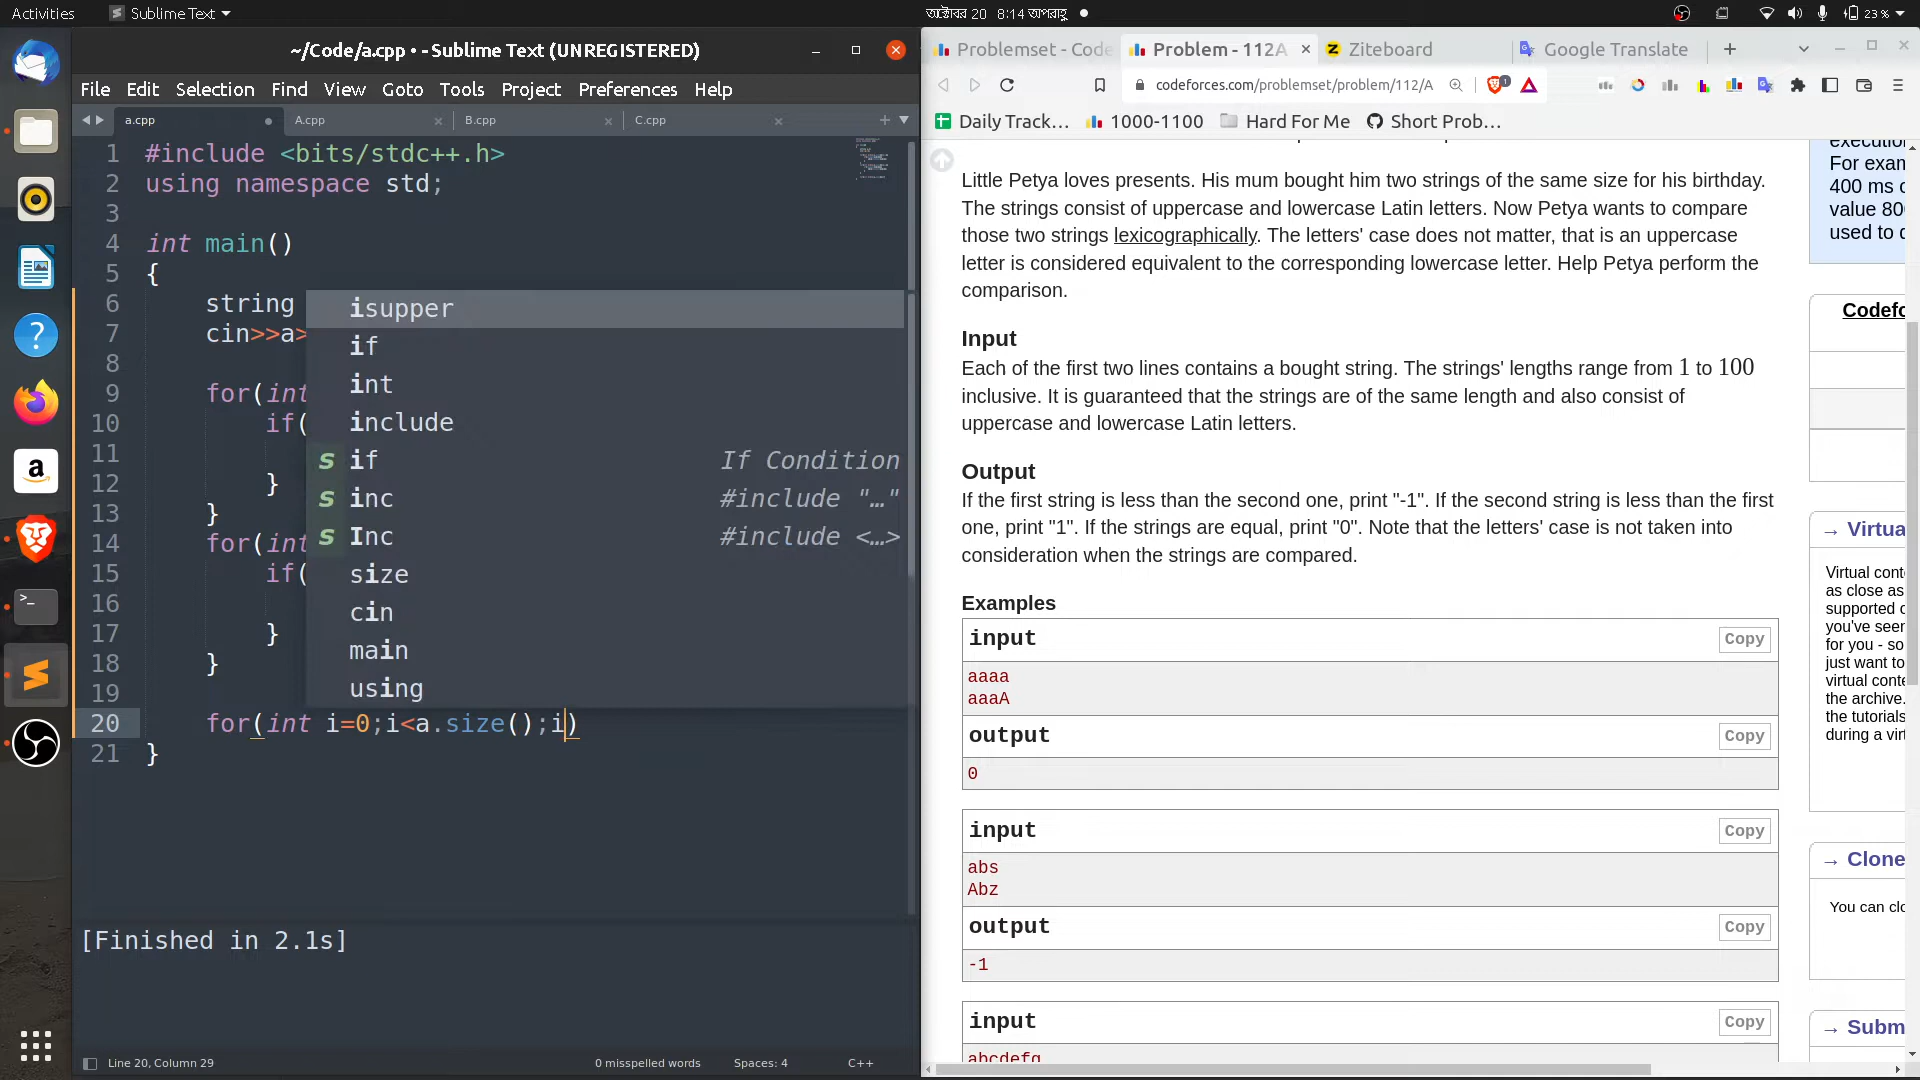 Activities
Sublime Text
অক্টোবর 20 8:14 অপরাহ্ণ
23 %
~/Code/a.cpp • - Sublime Text (UNREGISTERED)
File Edit Selection Find View Goto Tools Project Preferences Help
a.cpp A.cpp B.cpp C.cpp
1 #include <bits/stdc++.h>
2 using namespace std;
3
4 int main()
5 {
6 string
7 cin>>a>
8
9 for(int
10 if(
11
12 }
13 }
14 for(int
15 if(
16
17 }
18 }
19
20 for(int i=0;i<a.size();i)
21 }
isupper
if
int
include
s if If Condition
s inc #include "…"
s Inc #include <…>
size
cin
main
using
[Finished in 2.1s]
Line 20, Column 29 0 misspelled words Spaces: 4 C++
Problemset - Code
Problem - 112A
Ziteboard
Google Translate
codeforces.com/problemset/problem/112/A
1
Daily Track… 1000-1100 Hard For Me Short Prob…
Little Petya loves presents. His mum bought him two strings of the same size for his birthday.
The strings consist of uppercase and lowercase Latin letters. Now Petya wants to compare
those two strings lexicographically. The letters' case does not matter, that is an uppercase
letter is considered equivalent to the corresponding lowercase letter. Help Petya perform the
comparison.
Input
Each of the first two lines contains a bought string. The strings' lengths range from 1 to 100
inclusive. It is guaranteed that the strings are of the same length and also consist of
uppercase and lowercase Latin letters.
Output
If the first string is less than the second one, print "-1". If the second string is less than the first
one, print "1". If the strings are equal, print "0". Note that the letters' case is not taken into
consideration when the strings are compared.
Examples
input
Copy
aaaa
aaaA
output
Copy
0
input
Copy
abs
Abz
output
Copy
-1
input
Copy
abcdefg
For exam
400 ms o
value 80
used to d
Codefo
→ Virtua
Virtual cont
as close as
supported o
you've seen
for you - so
just want to
virtual conte
the archive.
the tutorials
during a virt
→ Clone
You can clo
→ Subm